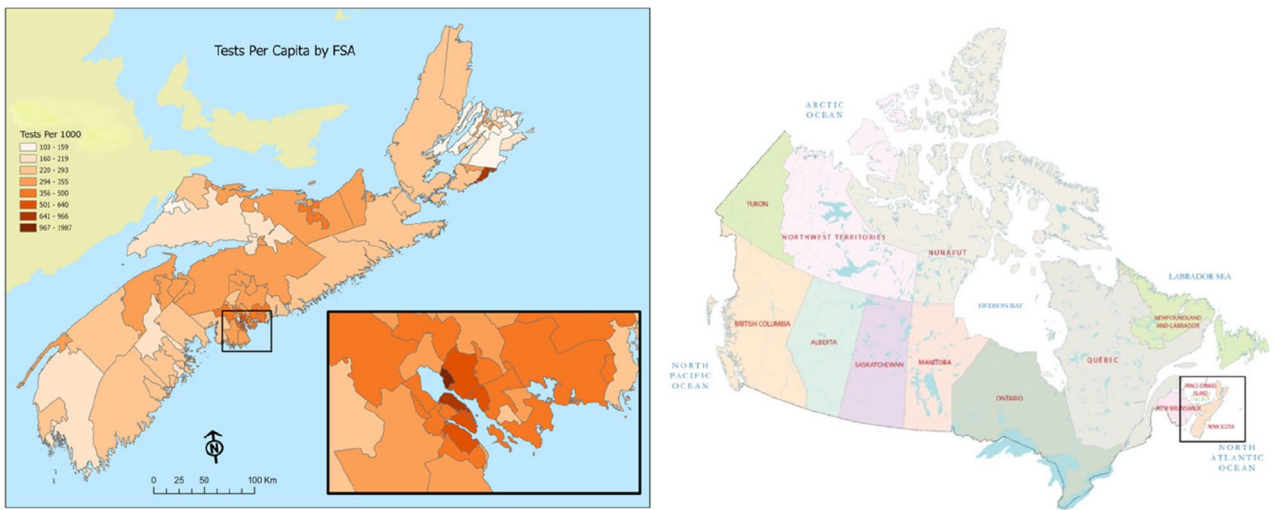 Tests Per Capita by FSA
Tests Per 1000
103 - 159
160 - 219
220 - 293
294 - 355
356 - 500
501 - 640
641 - 966
967 - 1987
N
0 25 50 100 Km
ARCTIC
OCEAN
YUKON
NORTHWEST TERRITORIES
NUNAVUT
LABRADOR SEA
HUDSON BAY
BRITISH COLUMBIA
NEWFOUNDLAND
AND LABRADOR
ALBERTA
SASKATCHEWAN
MANITOBA
QUÉBEC
NORTH
PACIFIC
OCEAN
ONTARIO
PRINCE EDWARD
ISLAND
NEW BRUNSWICK
NOVA SCOTIA
NORTH
ATLANTIC
OCEAN